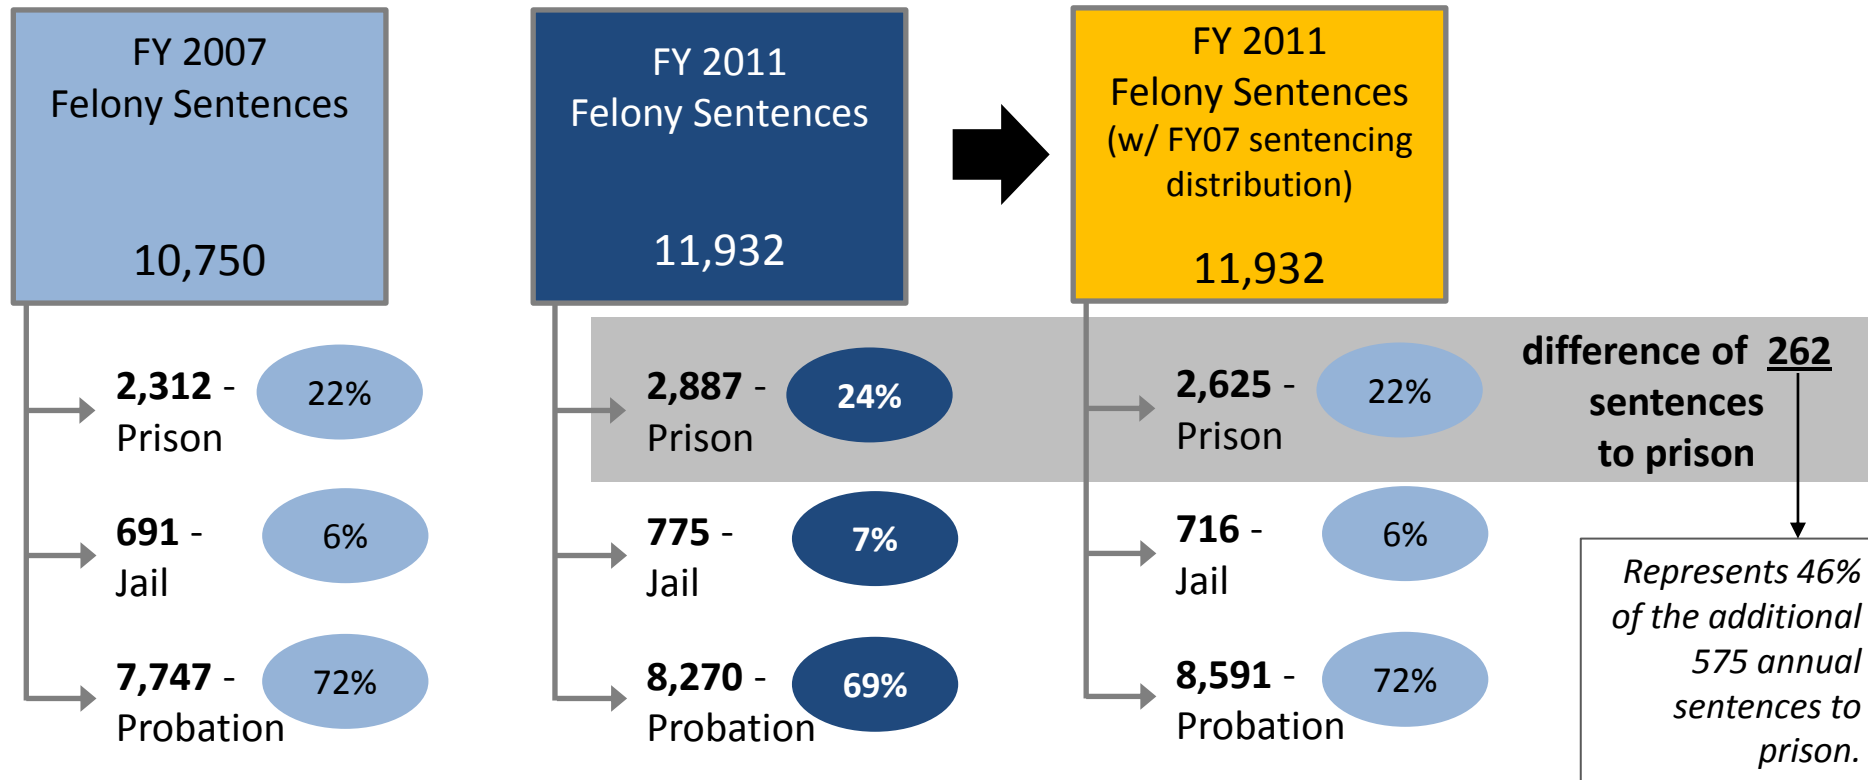 FY 2007
Felony Sentences
10,750
2,312 -
Prison
22%
691 -
Jail
6%
7,747 -
Probation
72%
FY 2011
Felony Sentences
11,932
2,887 -
Prison
24%
775 -
Jail
7%
8,270 -
Probation
69%
FY 2011
Felony Sentences
(w/ FY07 sentencing
distribution)
11,932
2,625 -
Prison
22%
716 -
Jail
6%
8,591 -
Probation
72%
difference of 262
sentences
to prison
Represents 46%
of the additional
575 annual
sentences to
prison.